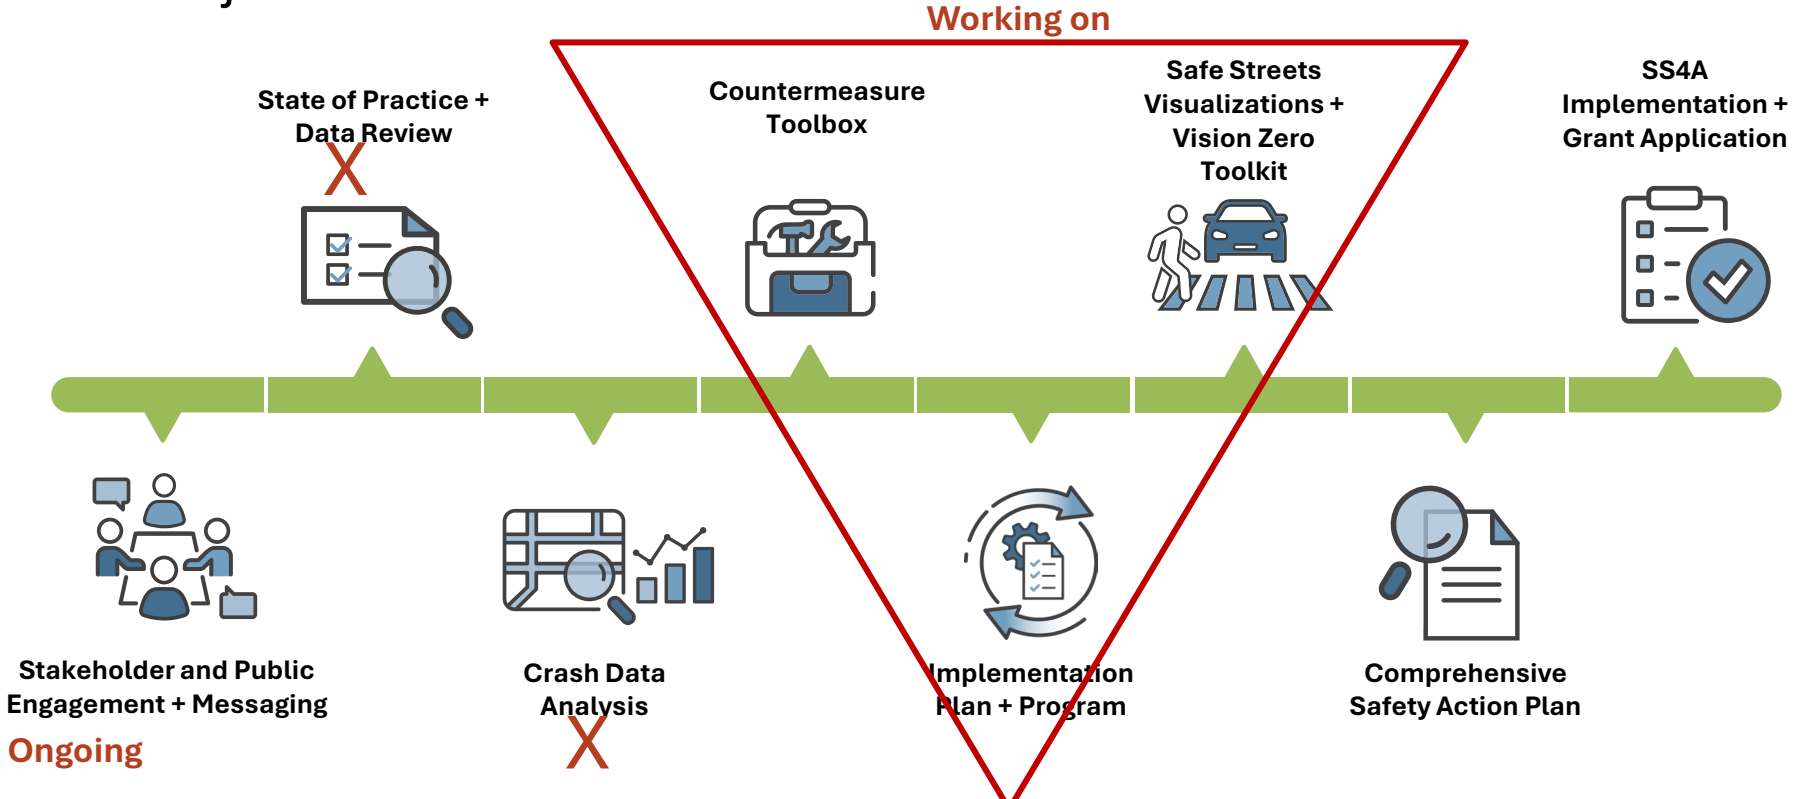 Working on
State of Practice +
Data Review
X
Countermeasure
Toolbox
Safe Streets
Visualizations +
Vision Zero
Toolkit
SS4A
Implementation +
Grant Application
Stakeholder and Public
Engagement + Messaging
Ongoing
Crash Data
Analysis
X
Implementation
Plan + Program
Comprehensive
Safety Action Plan